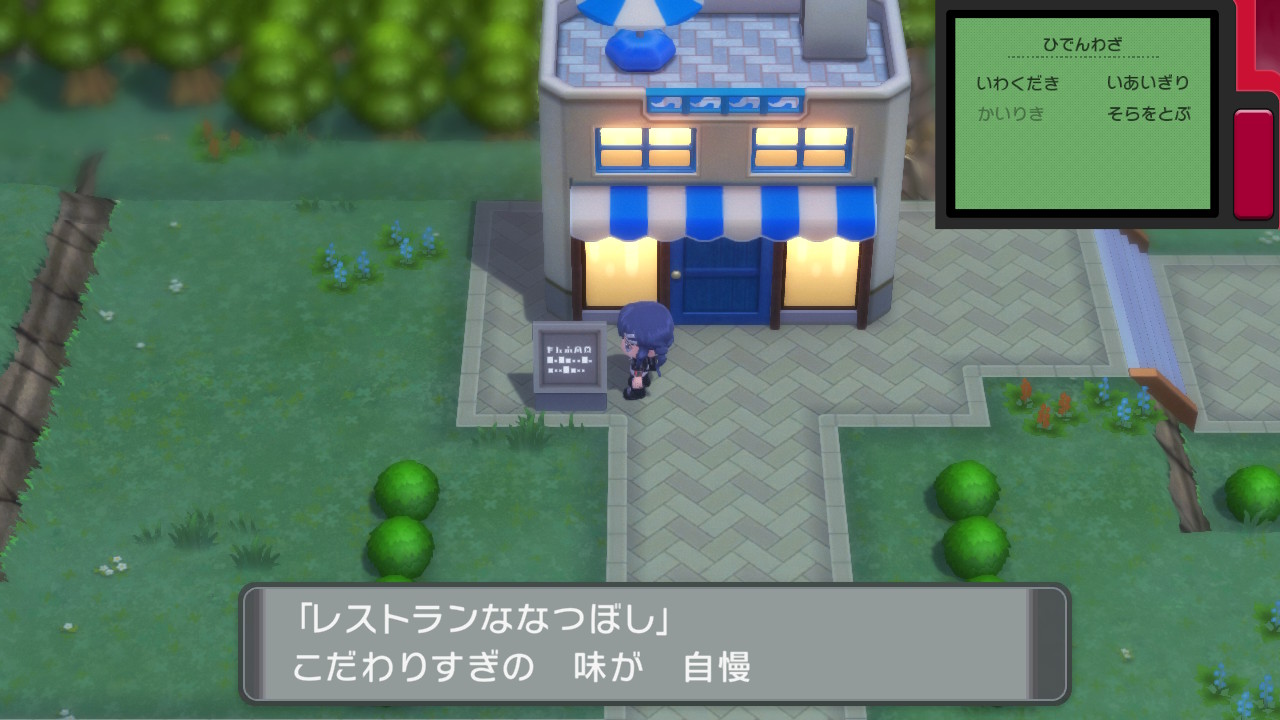 ひでんわざ
いわくだき いあいぎり
かいりき そらをとぶ
「レストランななつぼし」
こだわりすぎの 味が 自慢